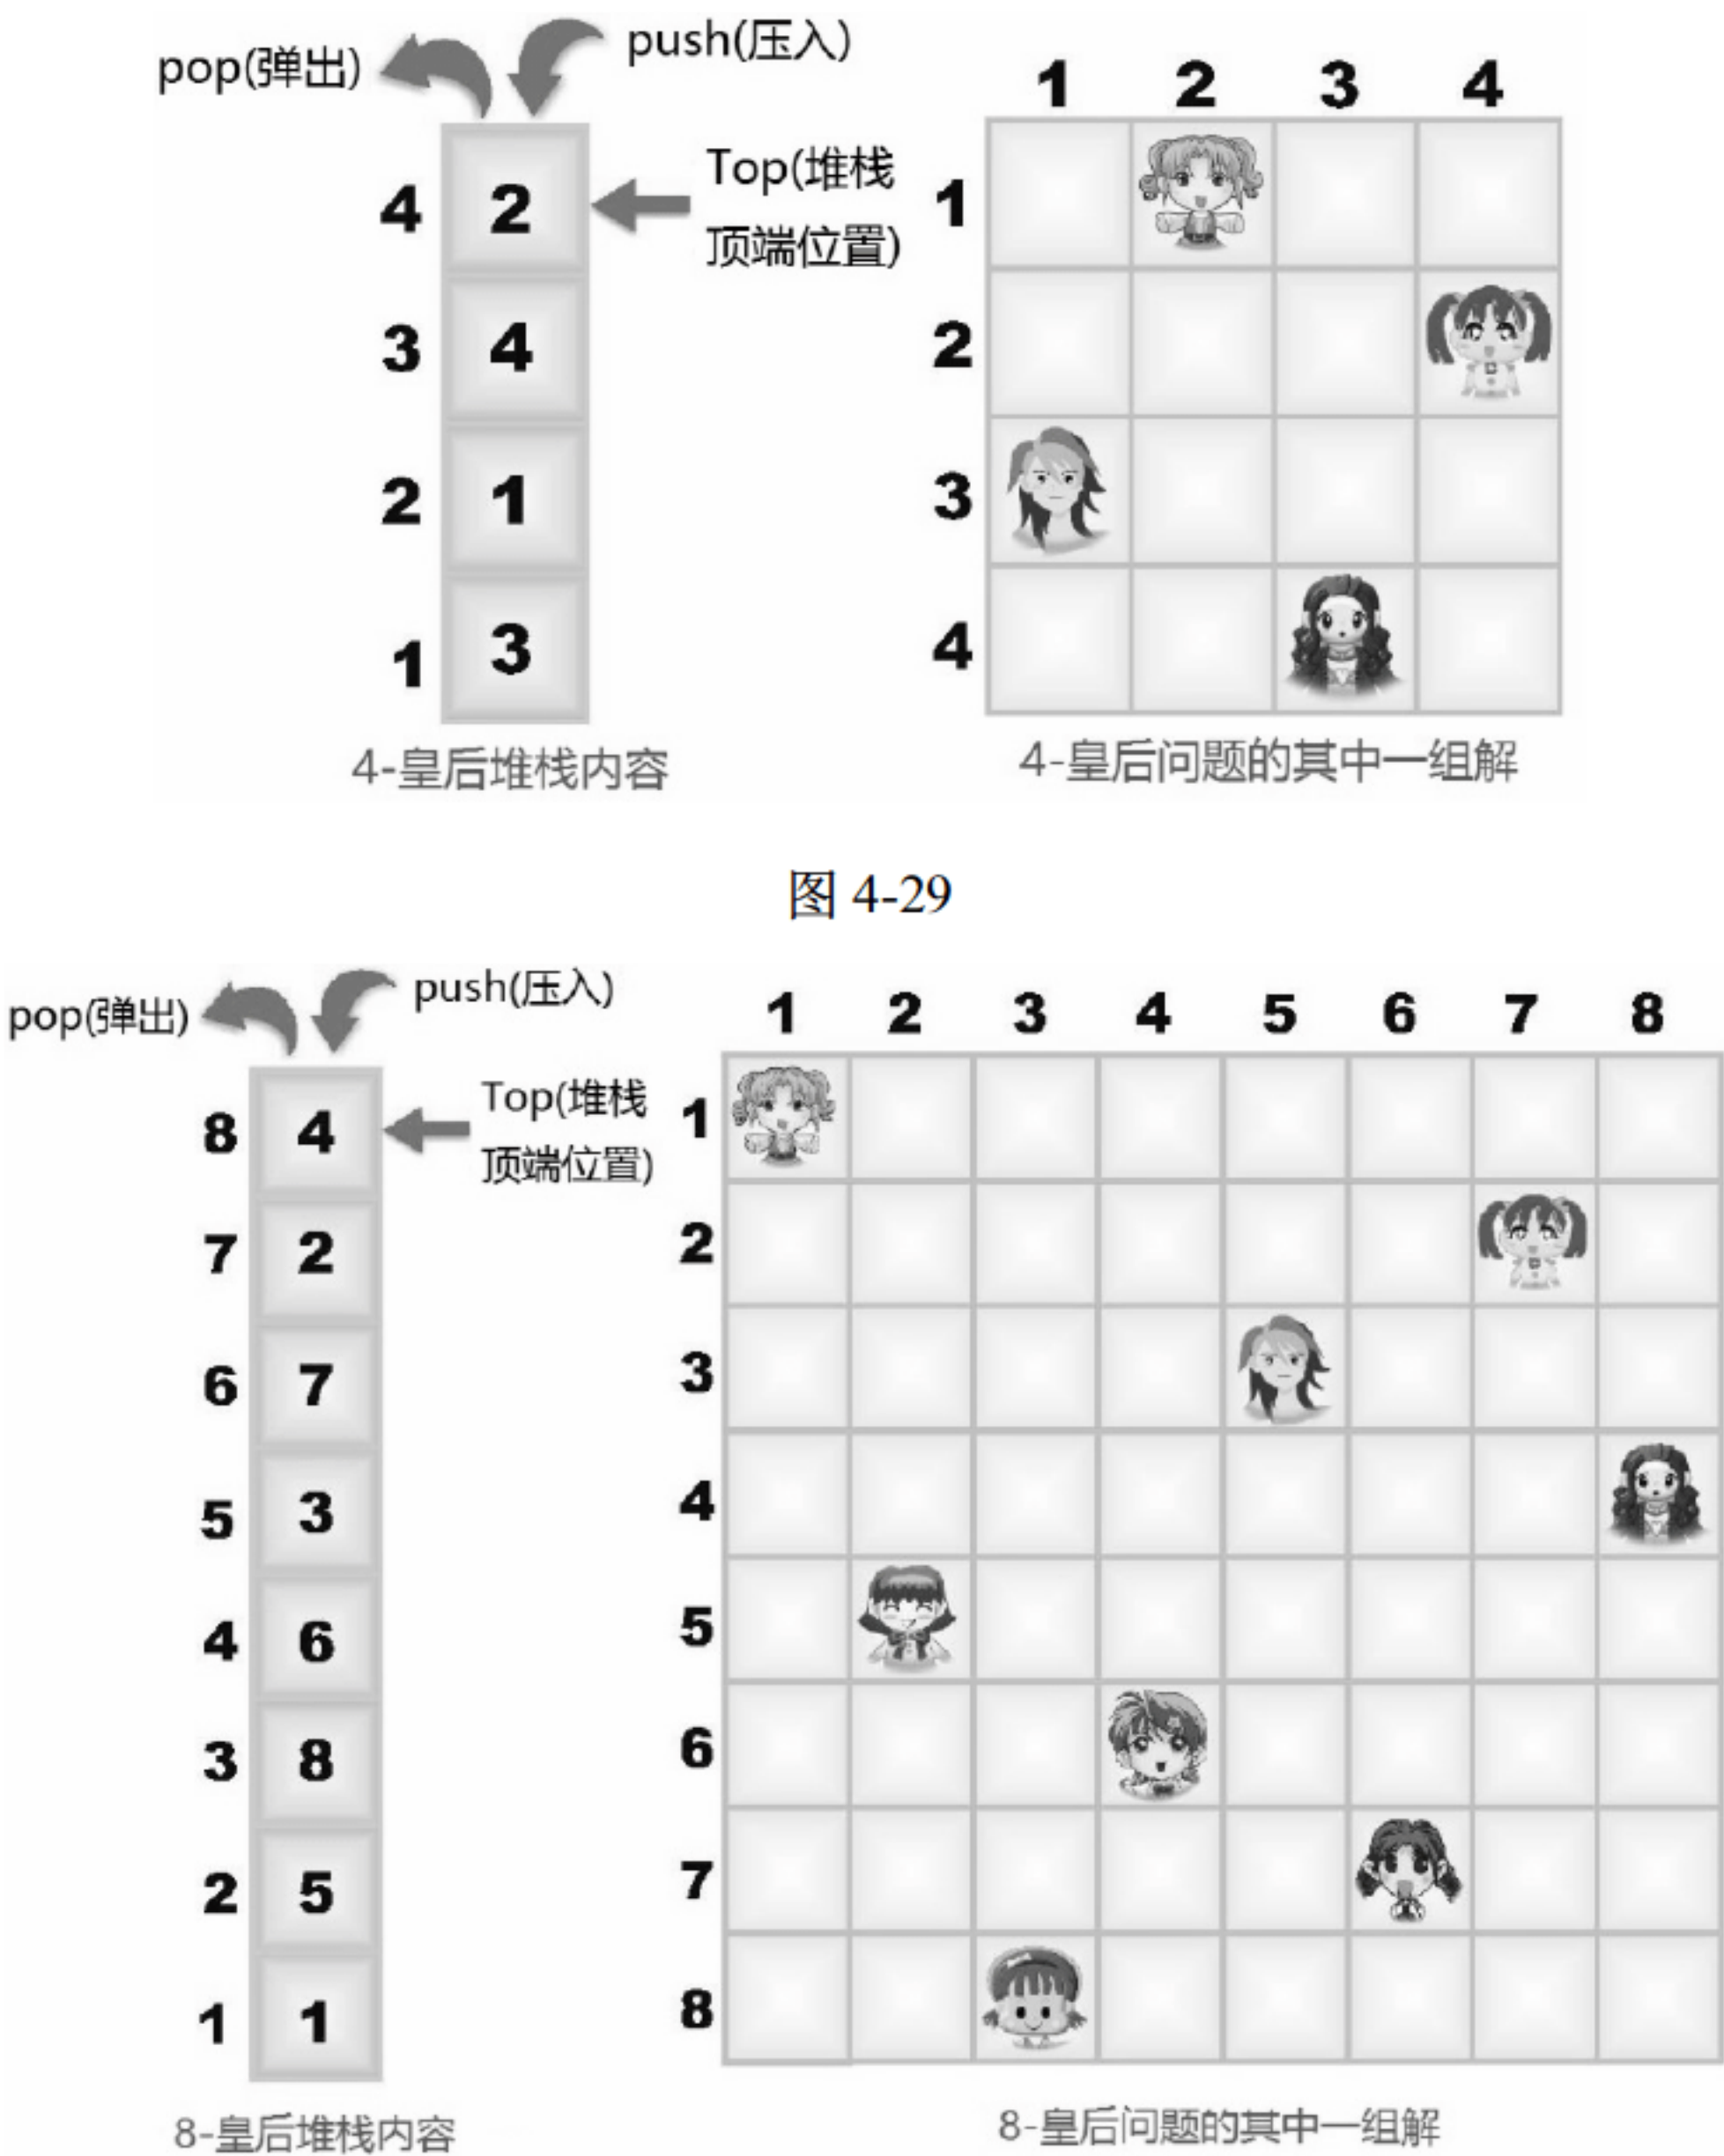 pop(弹出)
push(压入)
Top(堆栈
顶端位置)
4 2
3 4
2 1
1 3
1 2 3 4
1
2
3
4
4-皇后堆栈内容
4-皇后问题的其中一组解
图 4-29
pop(弹出)
push(压入)
Top(堆栈
顶端位置)
8 4
7 2
6 7
5 3
4 6
3 8
2 5
1 1
1 2 3 4 5 6 7 8
1
2
3
4
5
6
7
8
8-皇后堆栈内容
8-皇后问题的其中一组解